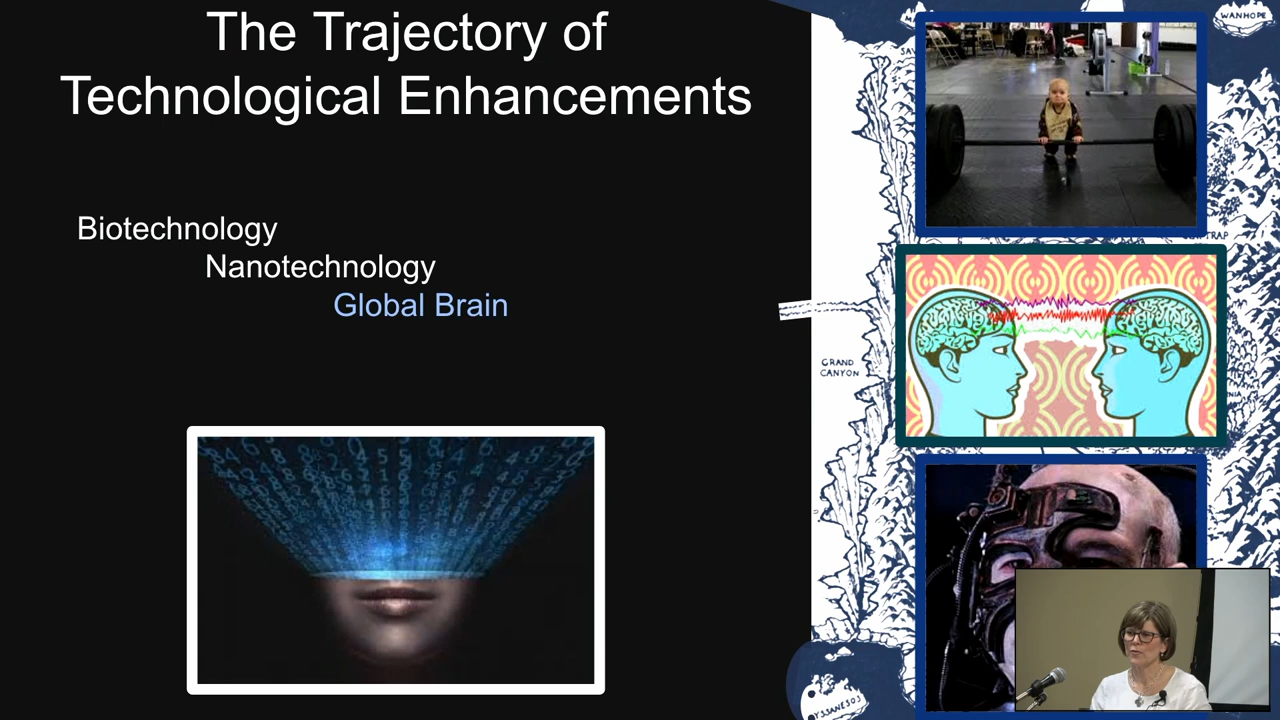 The Trajectory of
Technological Enhancements
Biotechnology
Nanotechnology
Global Brain
WANHOPE
GRAND
CANYON